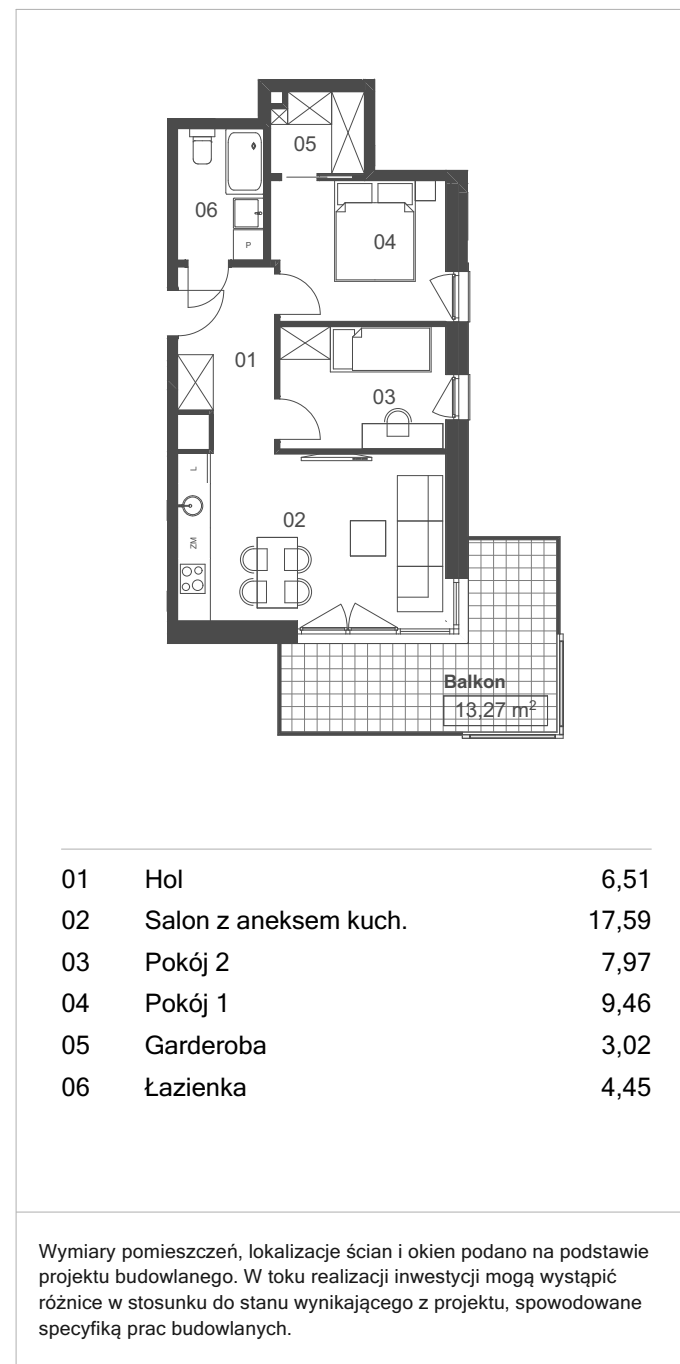 05
06
04
P
01
03
L
02
ZM
Balkon
13,27 m²
01 Hol 6,51
02 Salon z aneksem kuch. 17,59
03 Pokój 2 7,97
04 Pokój 1 9,46
05 Garderoba 3,02
06 Łazienka 4,45
Wymiary pomieszczeń, lokalizacje ścian i okien podano na podstawie
projektu budowlanego. W toku realizacji inwestycji mogą wystąpić
różnice w stosunku do stanu wynikającego z projektu, spowodowane
specyfiką prac budowlanych.